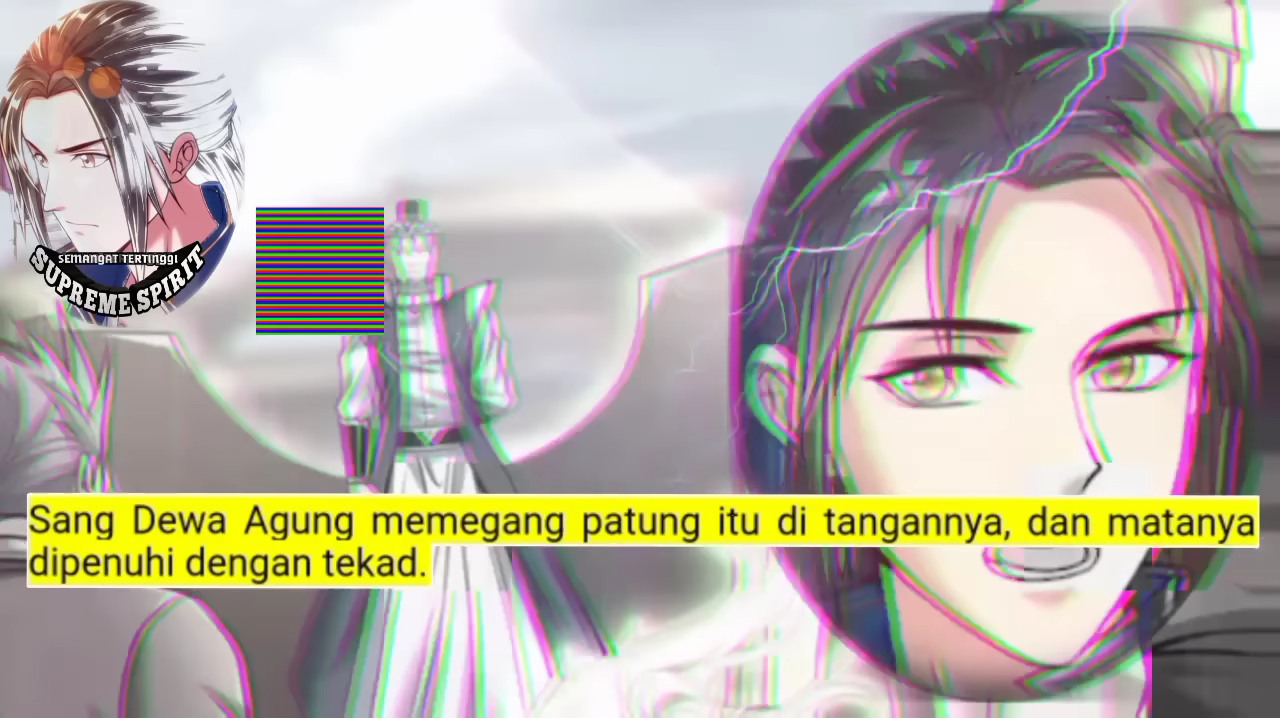 SEMANGAT TERTINGGI
SUPREME SPIRIT
Sang Dewa Agung memegang patung itu di tangannya, dan matanya
dipenuhi dengan tekad.